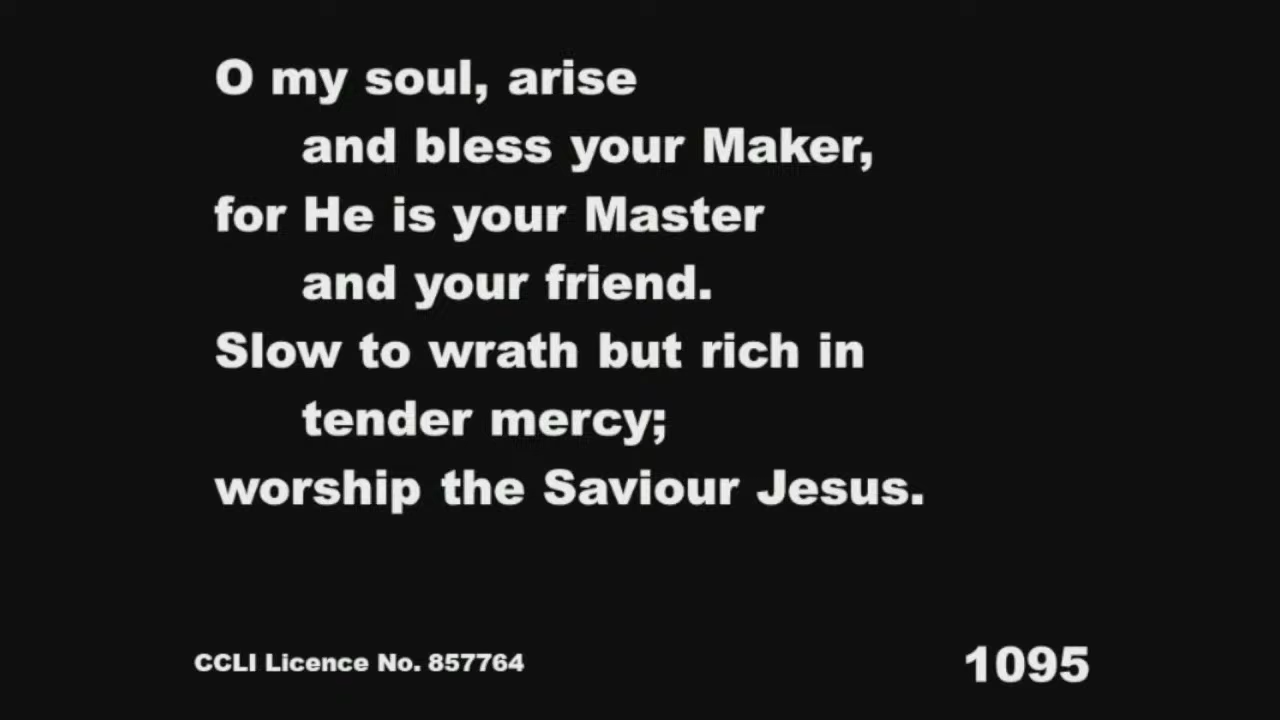 O my soul, arise
and bless your Maker,
for He is your Master
and your friend.
Slow to wrath but rich in
tender mercy;
worship the Saviour Jesus.
CCLI Licence No. 857764
1095